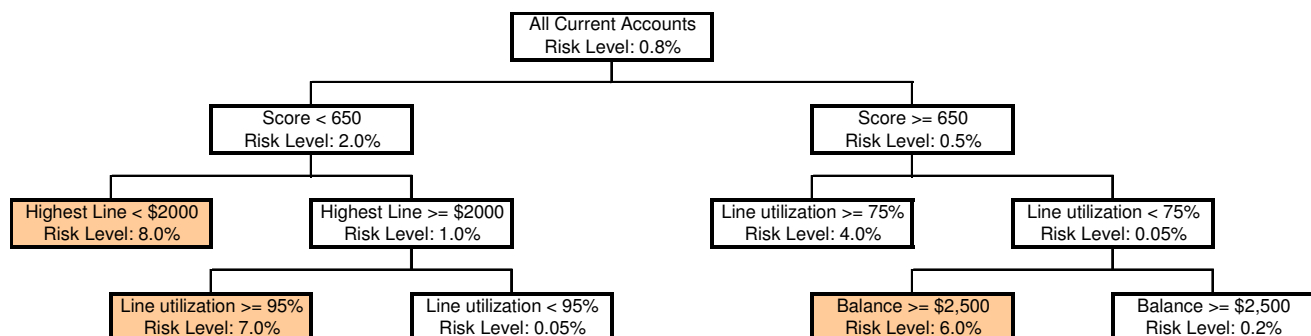 All Current Accounts
Risk Level: 0.8%
Score < 650
Risk Level: 2.0%
Score >= 650
Risk Level: 0.5%
Highest Line < $2000
Risk Level: 8.0%
Highest Line >= $2000
Risk Level: 1.0%
Line utilization >= 75%
Risk Level: 4.0%
Line utilization < 75%
Risk Level: 0.05%
Line utilization >= 95%
Risk Level: 7.0%
Line utilization < 95%
Risk Level: 0.05%
Balance >= $2,500
Risk Level: 6.0%
Balance >= $2,500
Risk Level: 0.2%